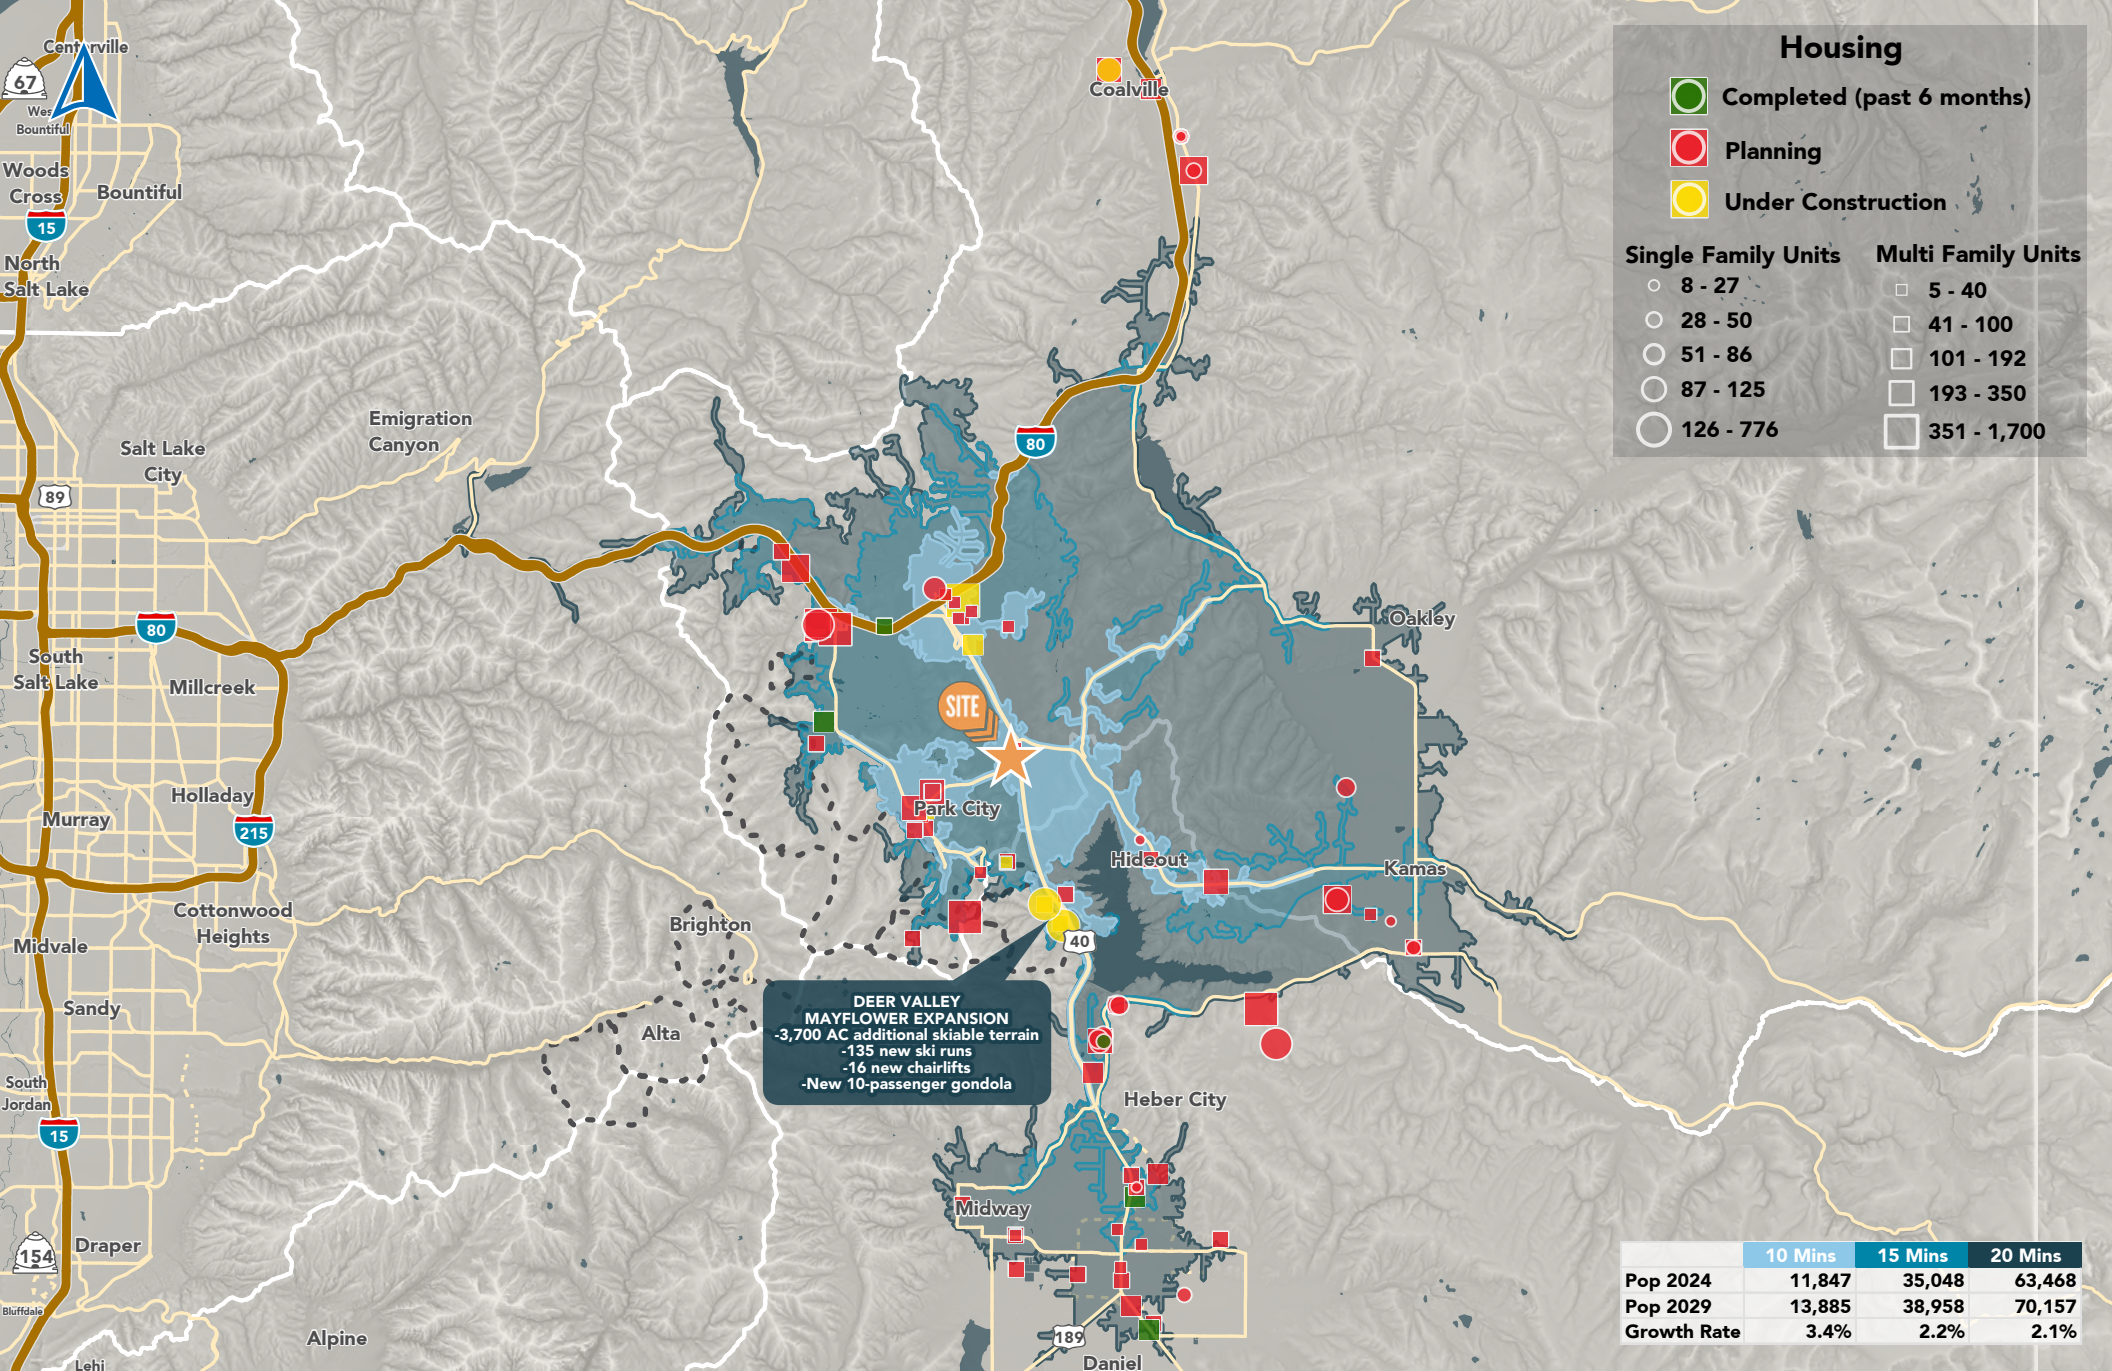 Centerville
67
West
Bountiful
Woods
Cross
Bountiful
15
North
Salt Lake
Coalville
Emigration
Canyon
Salt Lake
City
89
80
80
South
Salt Lake
Millcreek
Oakley
SITE
Holladay
Murray
215
Park City
Hideout
Kamas
Cottonwood
Heights
Brighton
Midvale
40
Sandy
Alta
DEER VALLEY
MAYFLOWER EXPANSION
-3,700 AC additional skiable terrain
-135 new ski runs
-16 new chairlifts
-New 10-passenger gondola
South
Jordan
15
Heber City
Midway
154
Draper
Bluffdale
Alpine
189
Daniel
Lehi
Housing
Completed (past 6 months)
Planning
Under Construction
Single Family Units
8 - 27
28 - 50
51 - 86
87 - 125
126 - 776
Multi Family Units
5 - 40
41 - 100
101 - 192
193 - 350
351 - 1,700
10 Mins 15 Mins 20 Mins
Pop 2024 11,847 35,048 63,468
Pop 2029 13,885 38,958 70,157
Growth Rate 3.4% 2.2% 2.1%